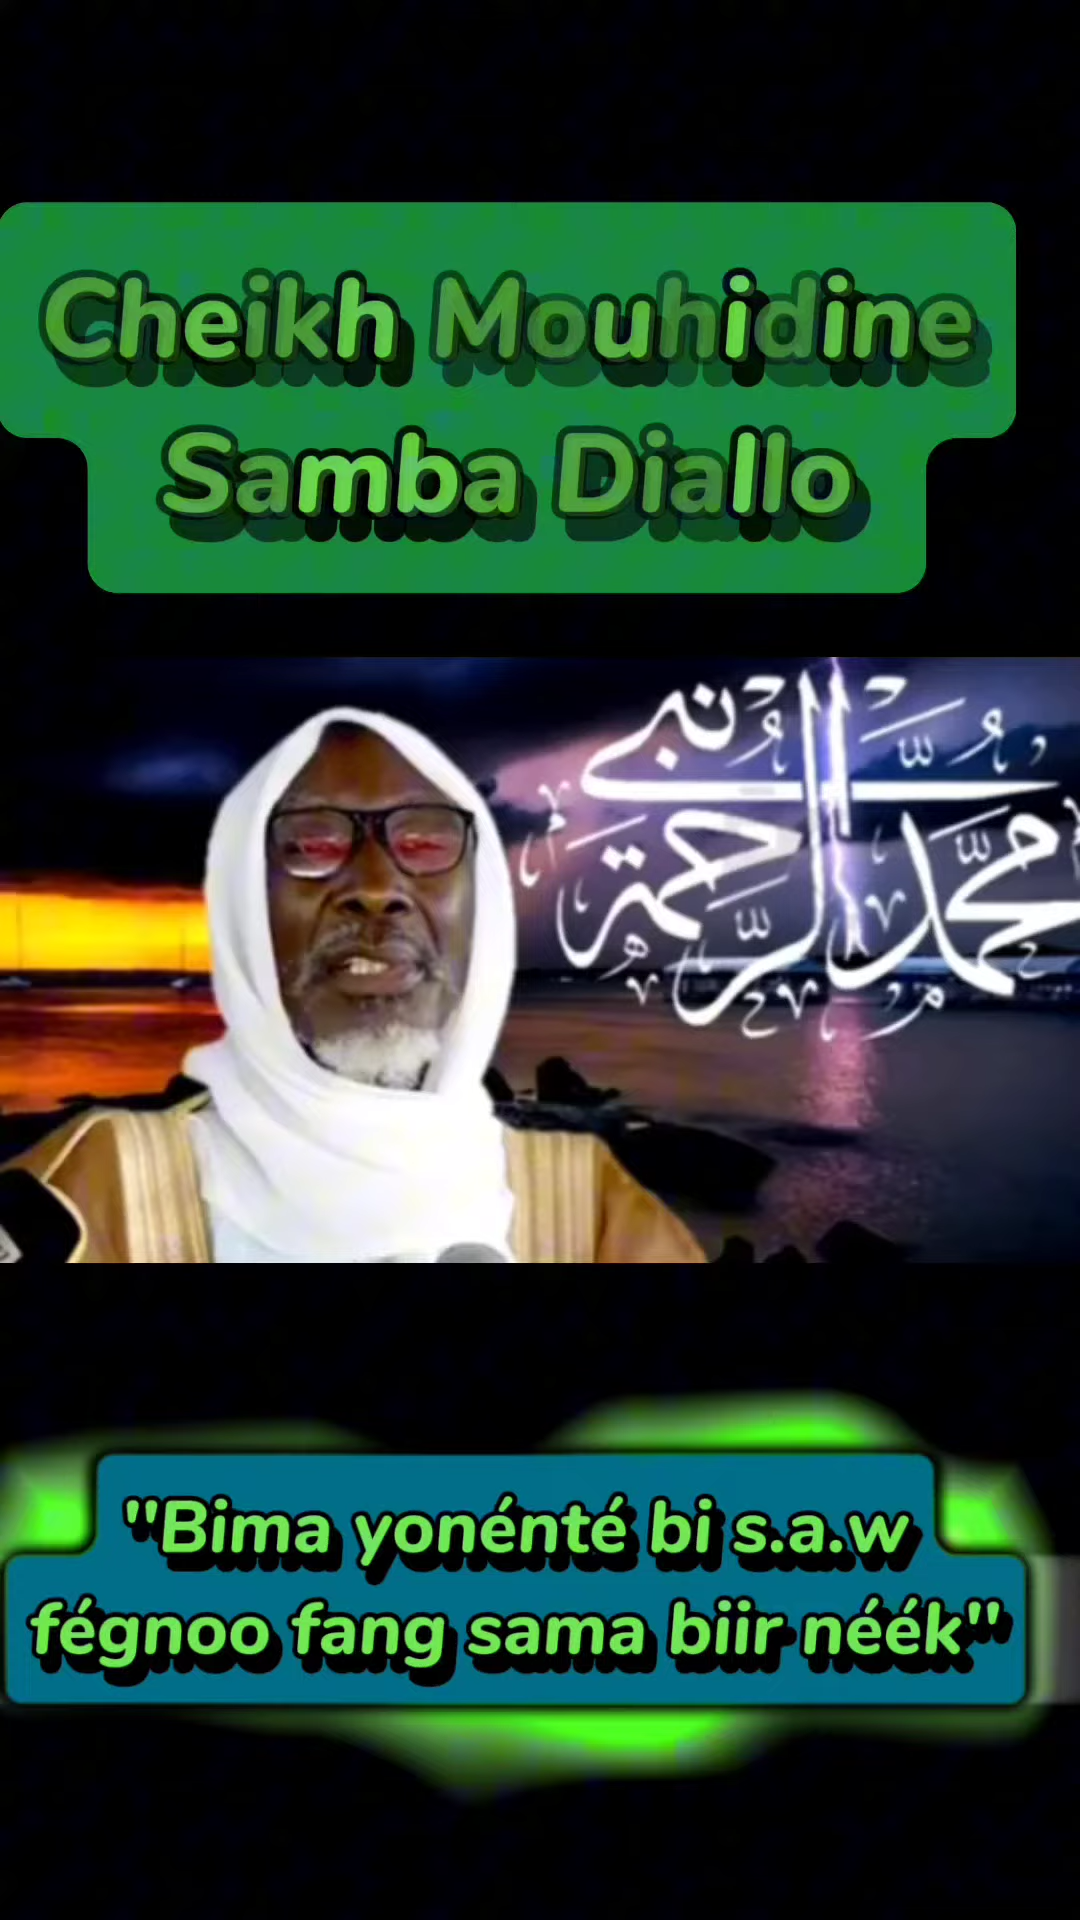 Cheikh Mouhidine
Samba Diallo
نبي
محمد الرحمة
"Bima yonénté bi s.a.w
fégnoo fang sama biir néék"